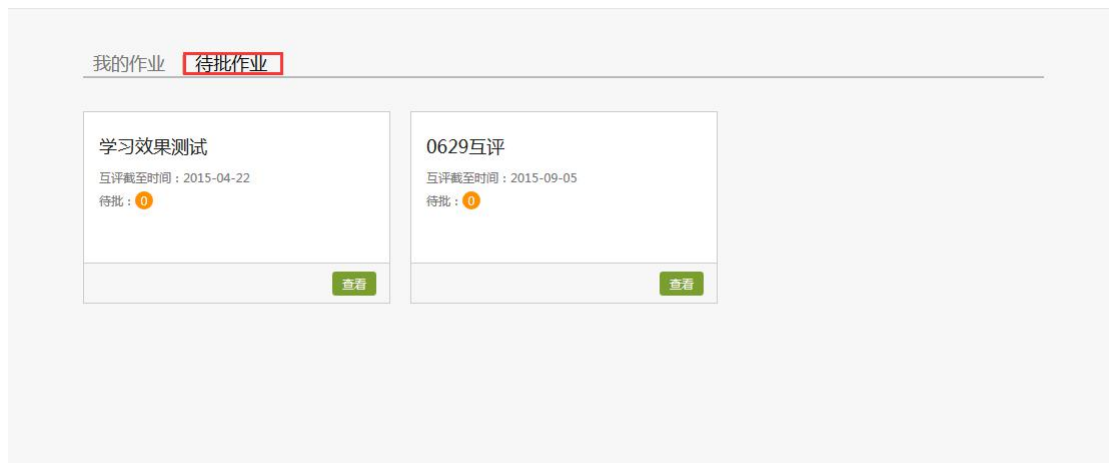 我的作业 待批作业
学习效果测试
互评截至时间：2015-04-22
待批：0
查看
0629互评
互评截至时间：2015-09-05
待批：0
查看